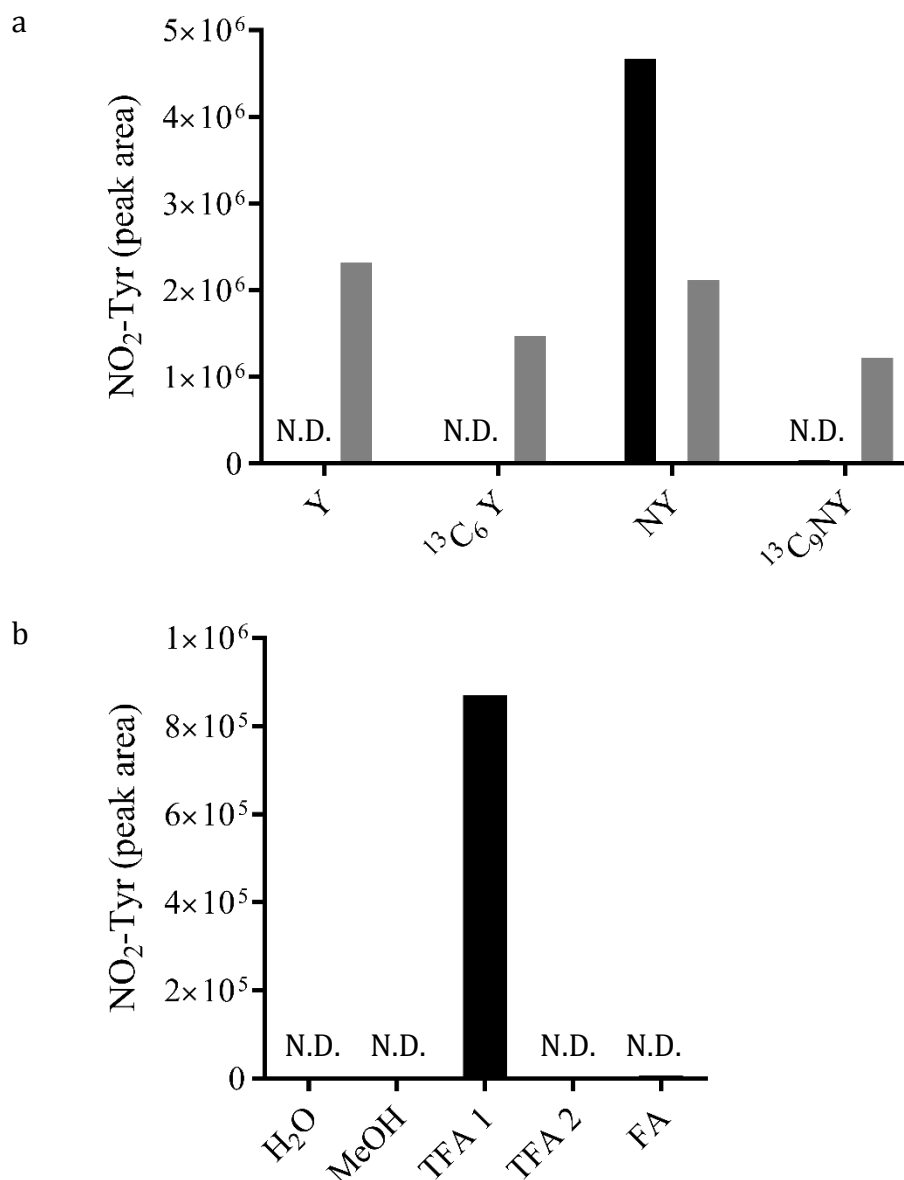 a
NO₂-Tyr (peak area)
5×10⁶
4×10⁶
3×10⁶
2×10⁶
1×10⁶
0
N.D.
N.D.
N.D.
Y
¹³C₆ Y
NY
¹³C₉NY
b
NO₂-Tyr (peak area)
1×10⁶
8×10⁵
6×10⁵
4×10⁵
2×10⁵
0
N.D.
N.D.
N.D.
N.D.
H₂O
MeOH
TFA 1
TFA 2
FA